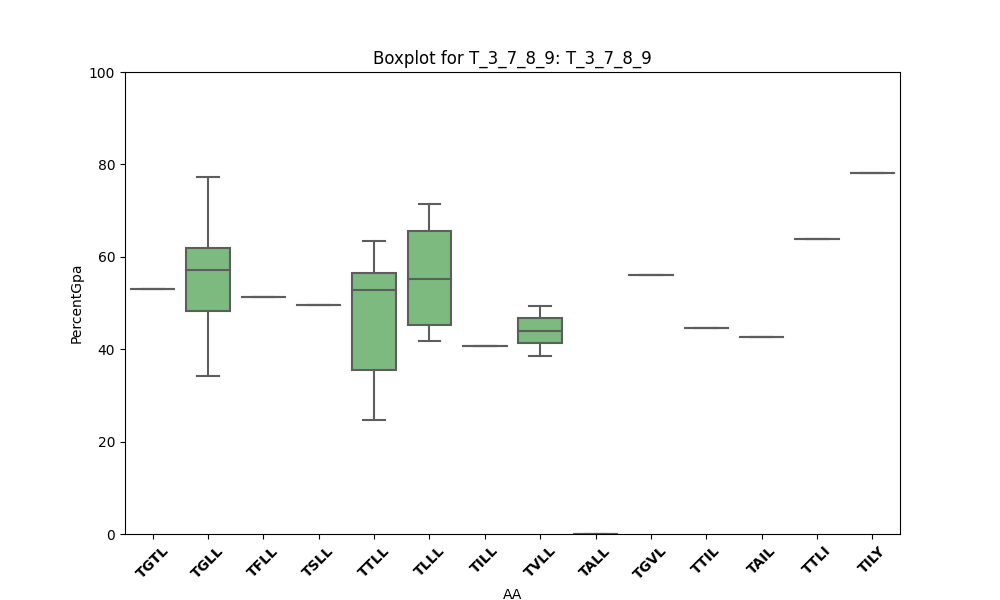 Boxplot for T_3_7_8_9: T_3_7_8_9
100
80
60
40
20
0
PercentGpa
TGTL TGLL TFLL TSLL TTLL TLLL TILL TVLL TALL TGVL TTIL TAIL TTLI TILY
AA